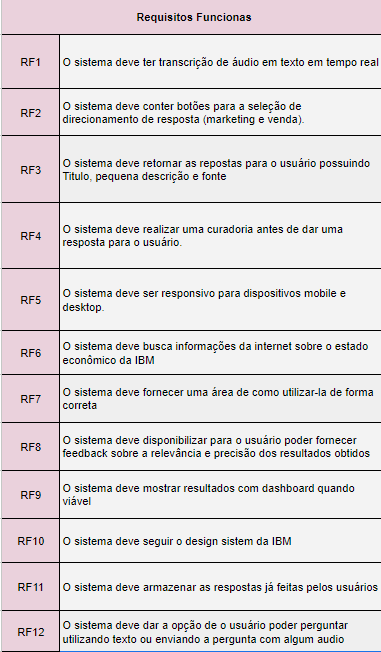 Requisitos Funcionas
RF1
O sistema deve ter transcrição de áudio em texto em tempo real
RF2
O sistema deve conter botões para a seleção de
direcionamento de resposta (marketing e venda).
RF3
O sistema deve retornar as repostas para o usuário possuindo
Titulo, pequena descrição e fonte
RF4
O sistema deve realizar uma curadoria antes de dar uma
resposta para o usuário.
RF5
O sistema deve ser responsivo para dispositivos mobile e
desktop.
RF6
O sistema deve busca informações da internet sobre o estado
econômico da IBM
RF7
O sistema deve fornecer uma área de como utilizar-la de forma
correta
RF8
O sistema deve disponibilizar para o usuário poder fornecer
feedback sobre a relevância e precisão dos resultados obtidos
RF9
O sistema deve mostrar resultados com dashboard quando
viável
RF10
O sistema deve seguir o design sistem da IBM
RF11
O sistema deve armazenar as respostas já feitas pelos usuários
RF12
O sistema deve dar a opção de o usuário poder perguntar
utilizando texto ou enviando a pergunta com algum audio